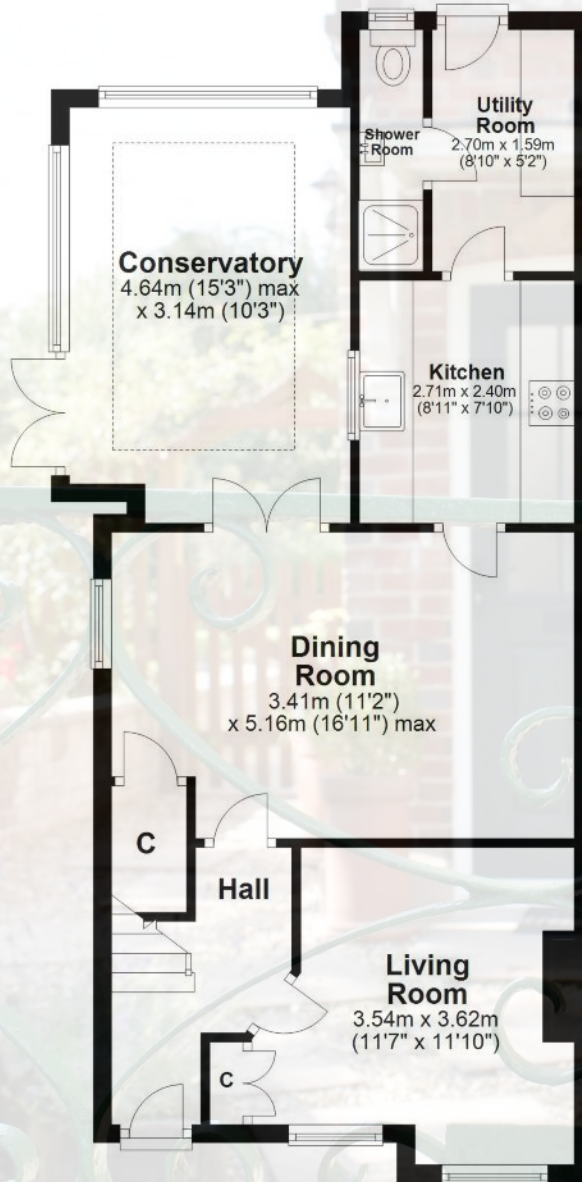 Utility
Room
2.70m x 1.59m
(8'10" x 5'2")
Shower
Room
Conservatory
4.64m (15'3") max
x 3.14m (10'3")
Kitchen
2.71m x 2.40m
(8'11" x 7'10")
Dining
Room
3.41m (11'2")
x 5.16m (16'11") max
C
Hall
Living
Room
3.54m x 3.62m
(11'7" x 11'10")
C